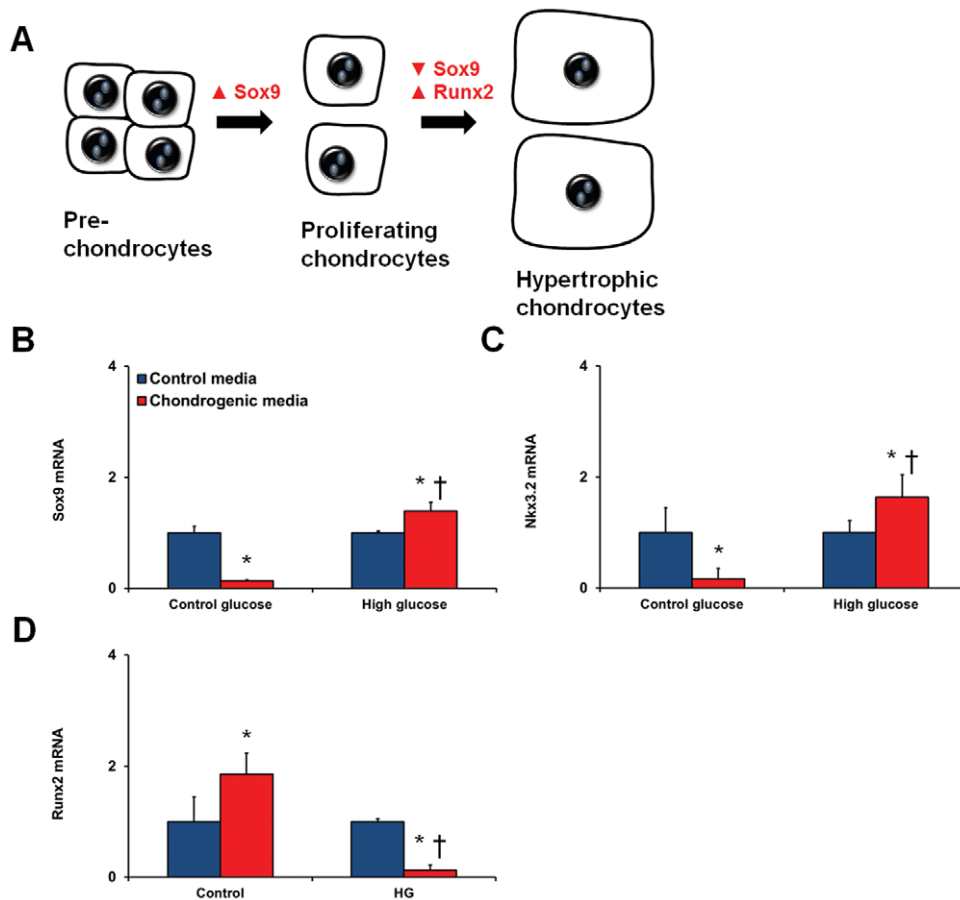 A
▲ Sox9
▼ Sox9
▲ Runx2
Pre-
chondrocytes
Proliferating
chondrocytes
Hypertrophic
chondrocytes
B
4
2
0
Sox9 mRNA
Control media
Chondrogenic media
*
* †
Control glucose
High glucose
C
4
2
0
Nkx3.2 mRNA
*
* †
Control glucose
High glucose
D
4
2
0
Runx2 mRNA
*
* †
Control
HG